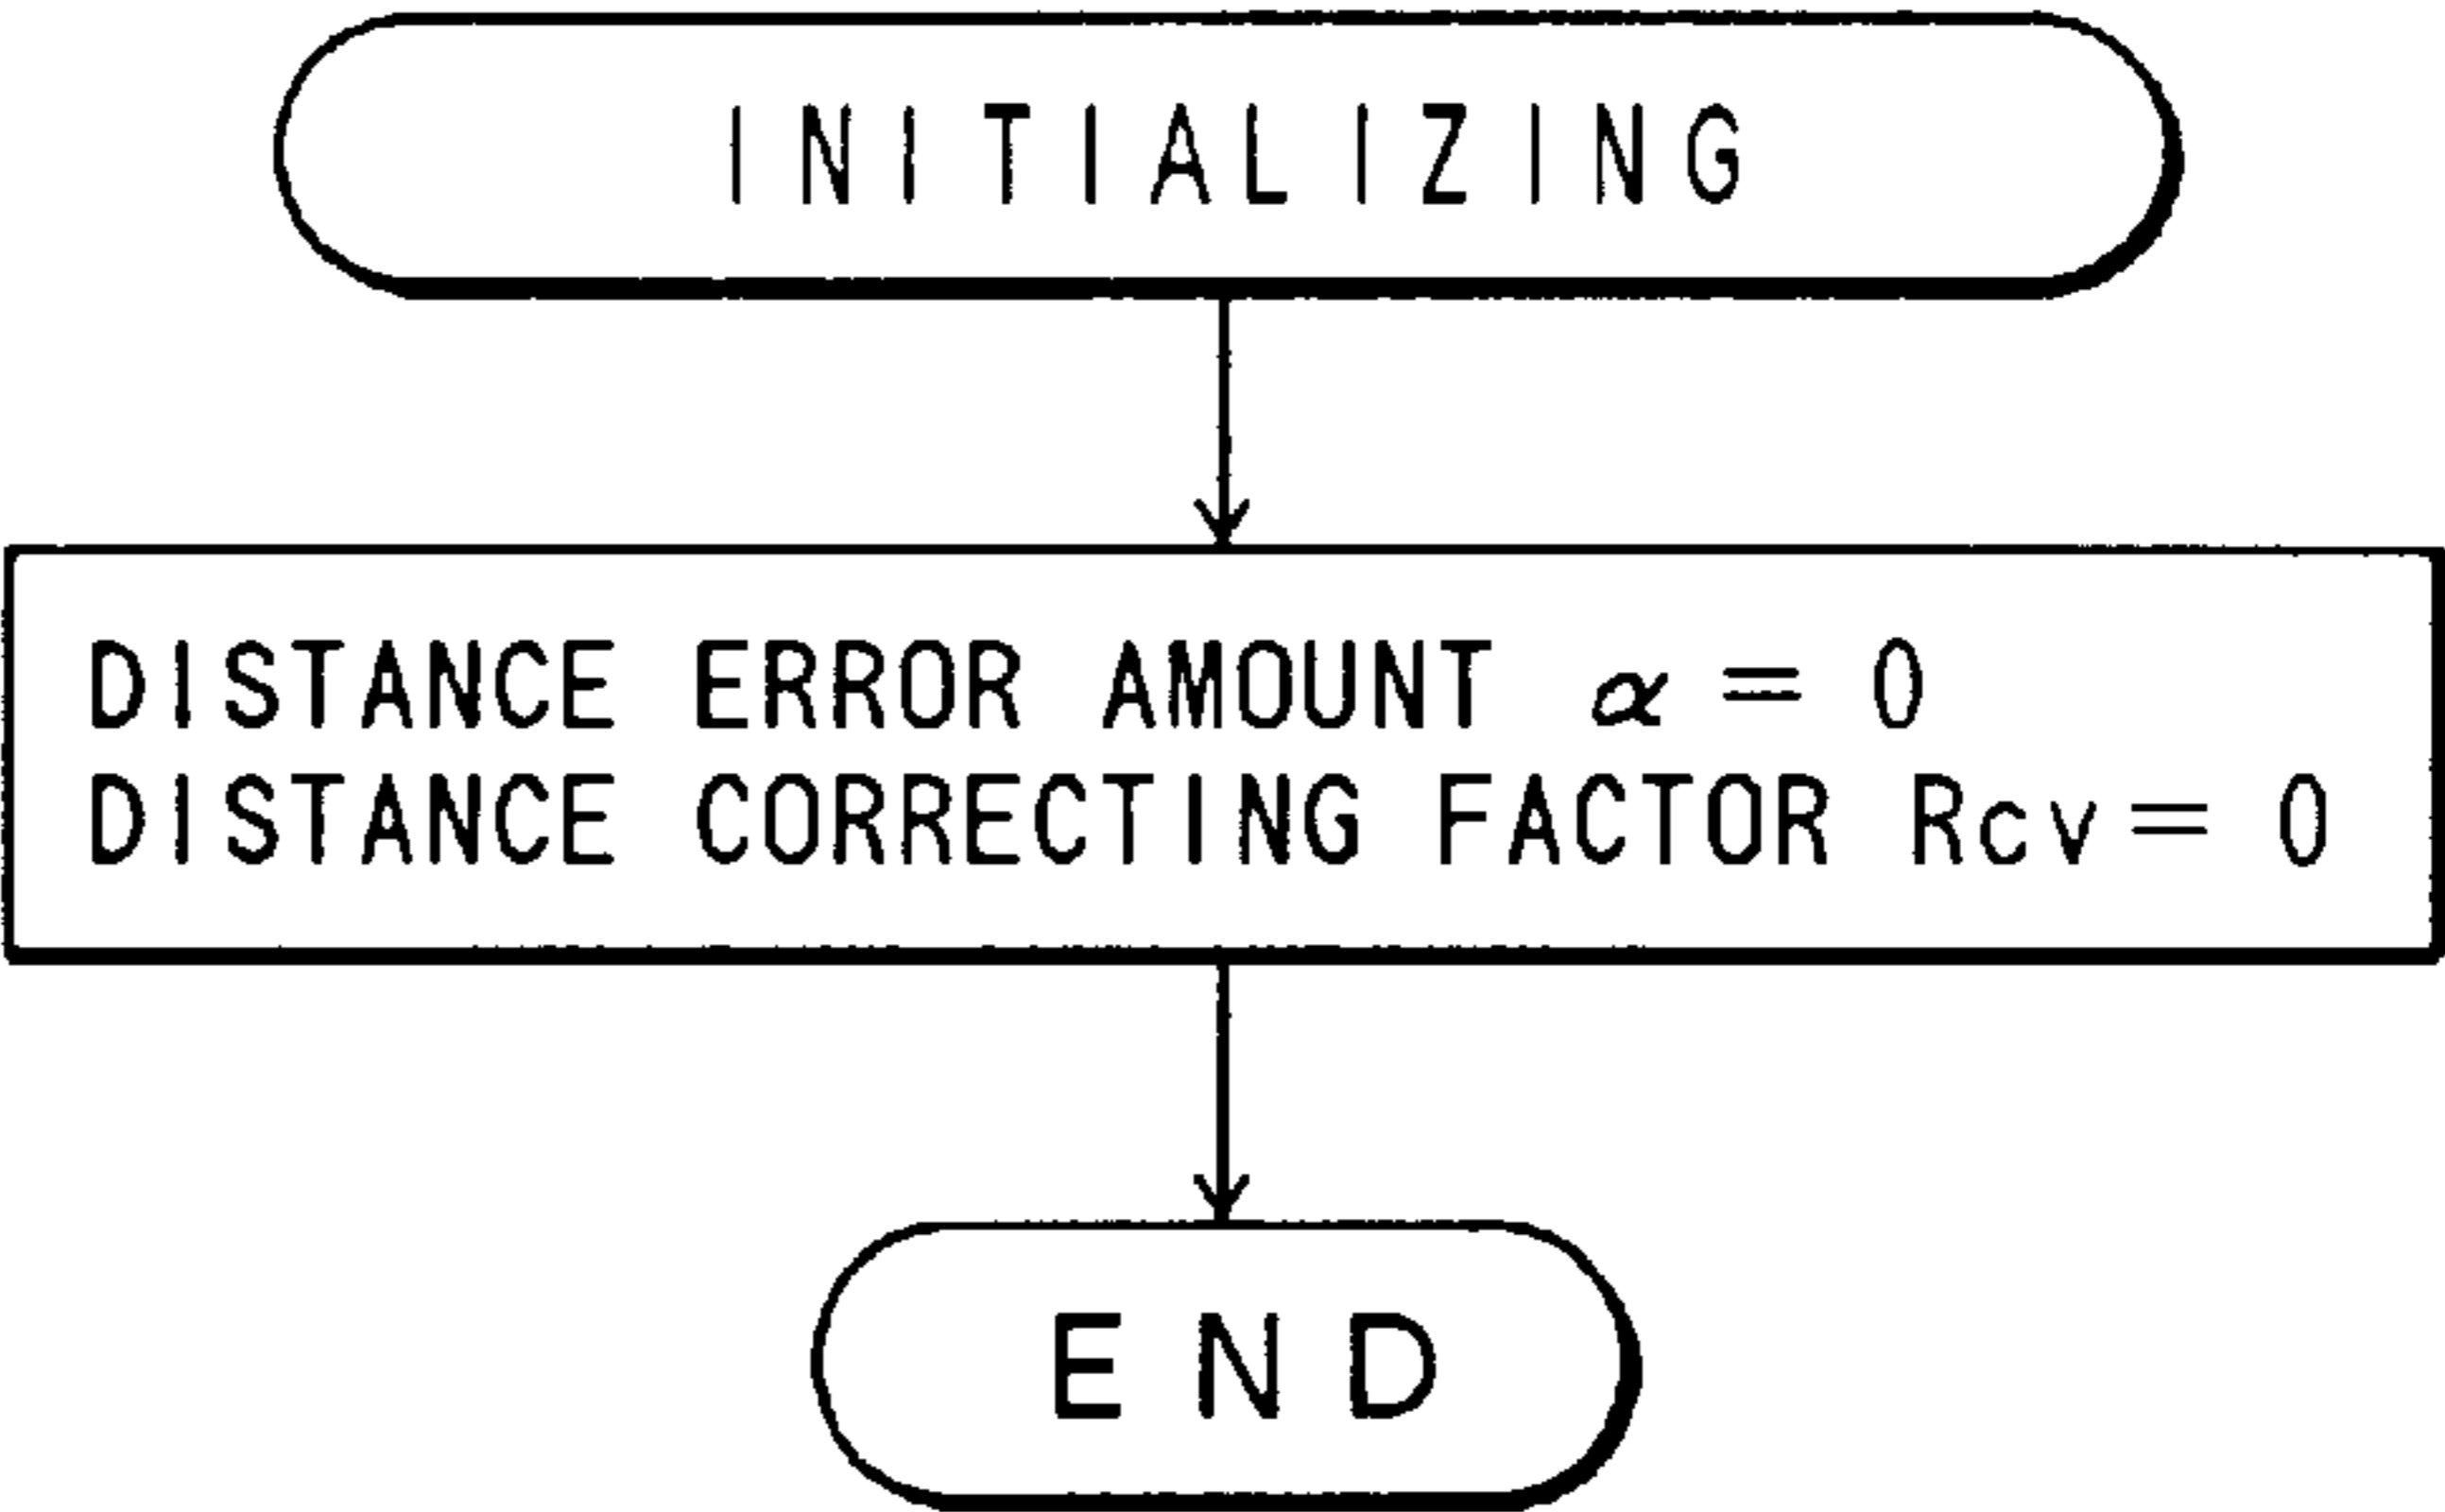 INITIALIZING
DISTANCE ERROR AMOUNT α = 0
DISTANCE CORRECTING FACTOR Rcv = 0
END